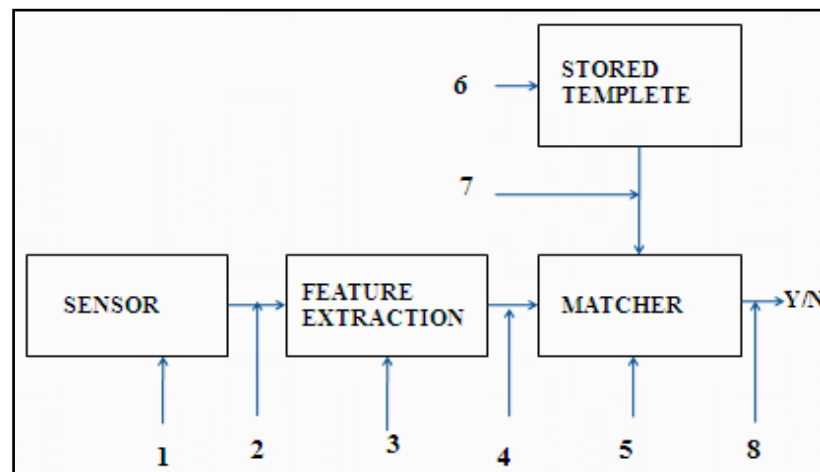 STORED
TEMPLETE
6
7
SENSOR
FEATURE
EXTRACTION
MATCHER
Y/N
1
2
3
4
5
8